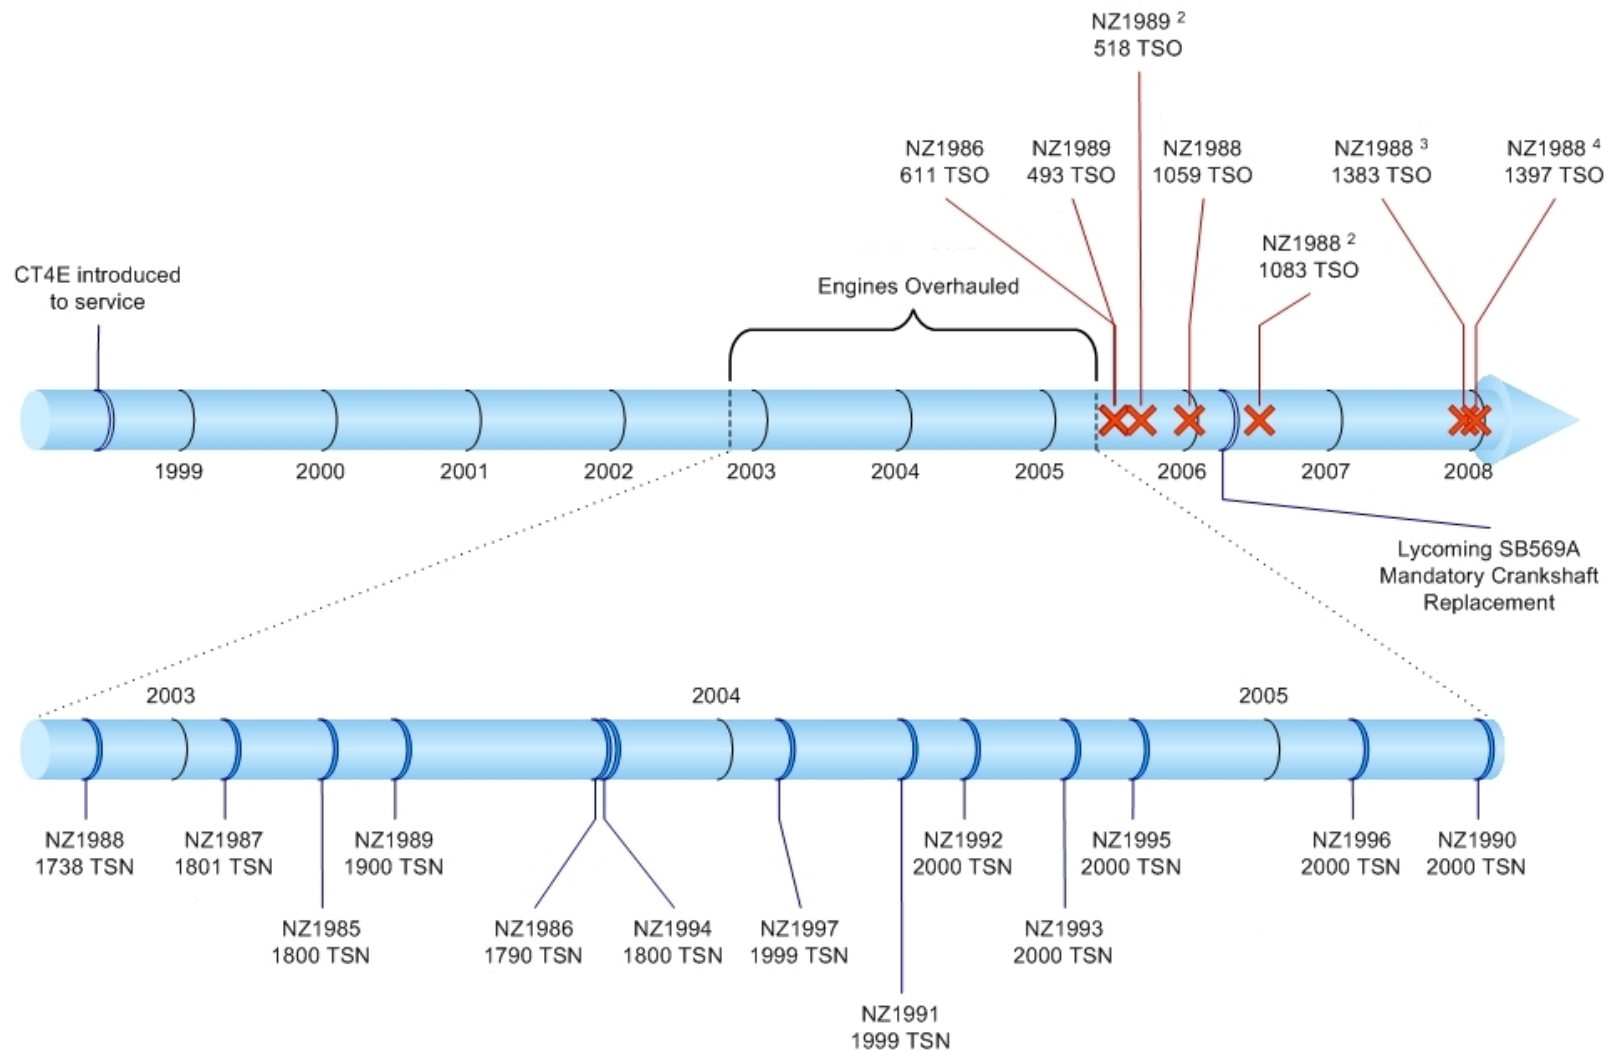 NZ1989 ²
518 TSO
NZ1986
611 TSO
NZ1989
493 TSO
NZ1988
1059 TSO
NZ1988 ³
1383 TSO
NZ1988 ⁴
1397 TSO
NZ1988 ²
1083 TSO
CT4E introduced
to service
Engines Overhauled
1999
2000
2001
2002
2003
2004
2005
2006
2007
2008
Lycoming SB569A
Mandatory Crankshaft
Replacement
2003
2004
2005
NZ1988
1738 TSN
NZ1987
1801 TSN
NZ1989
1900 TSN
NZ1992
2000 TSN
NZ1995
2000 TSN
NZ1996
2000 TSN
NZ1990
2000 TSN
NZ1985
1800 TSN
NZ1986
1790 TSN
NZ1994
1800 TSN
NZ1997
1999 TSN
NZ1993
2000 TSN
NZ1991
1999 TSN